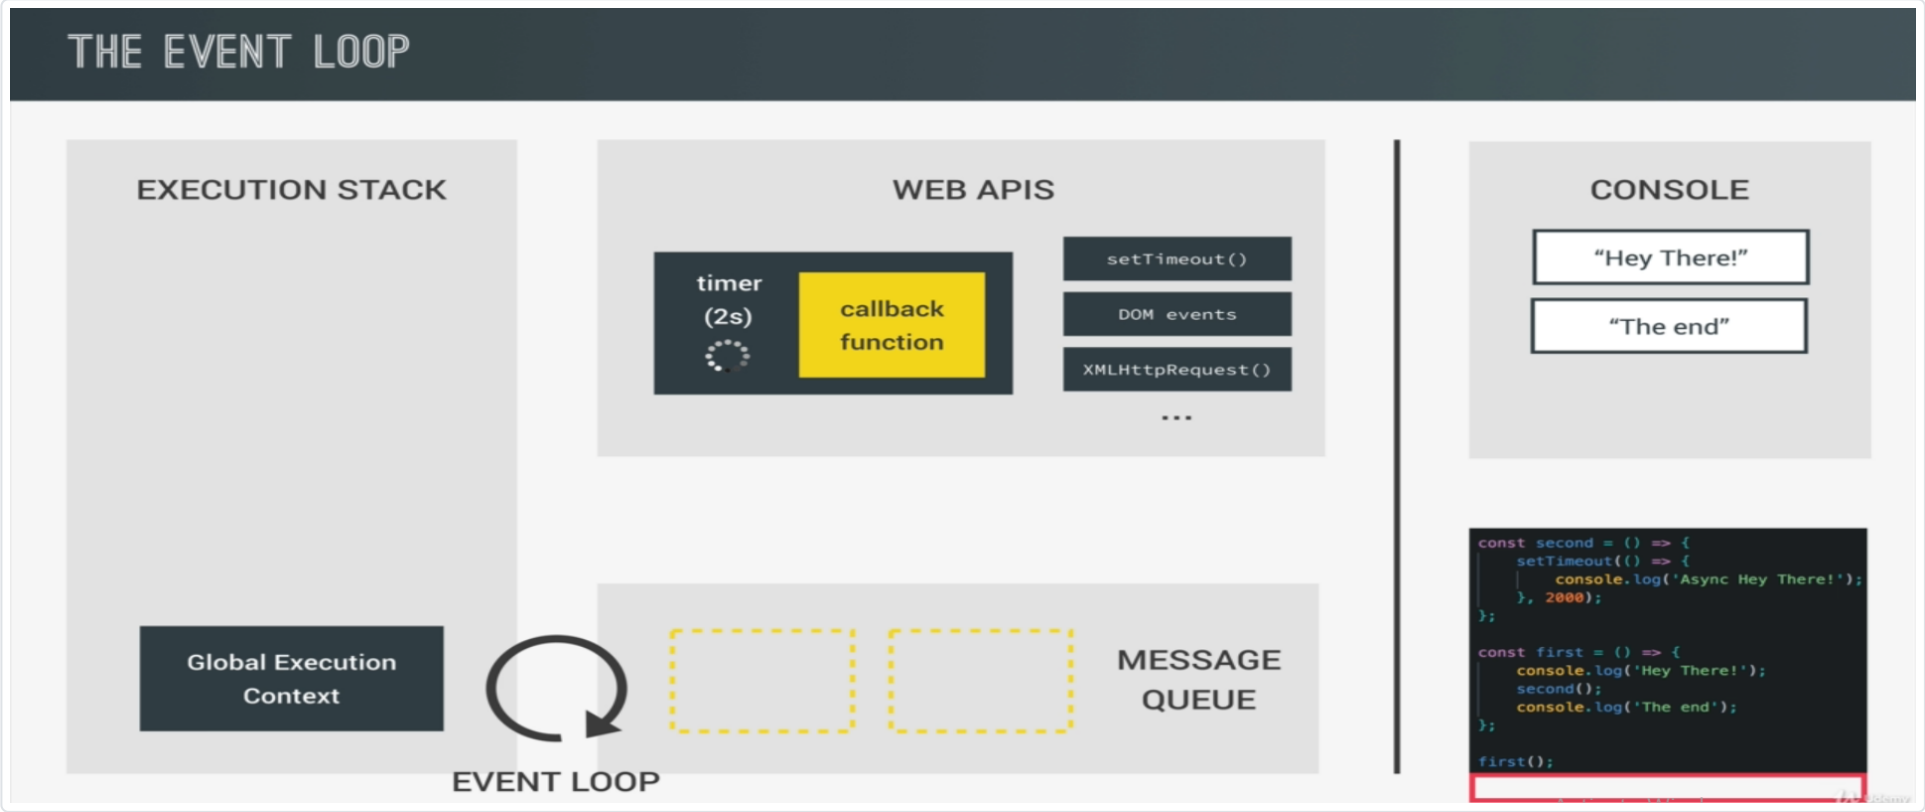 THE EVENT LOOP
EXECUTION STACK
Global Execution
Context
EVENT LOOP
WEB APIS
timer
(2s)
callback
function
setTimeout()
DOM events
XMLHttpRequest()
...
MESSAGE
QUEUE
CONSOLE
“Hey There!”
“The end”
const second = () => {
    setTimeout(() => {
        console.log('Async Hey There!');
    }, 2000);
};
const first = () => {
    console.log('Hey There!');
    second();
    console.log('The end');
};
first();
Udemy